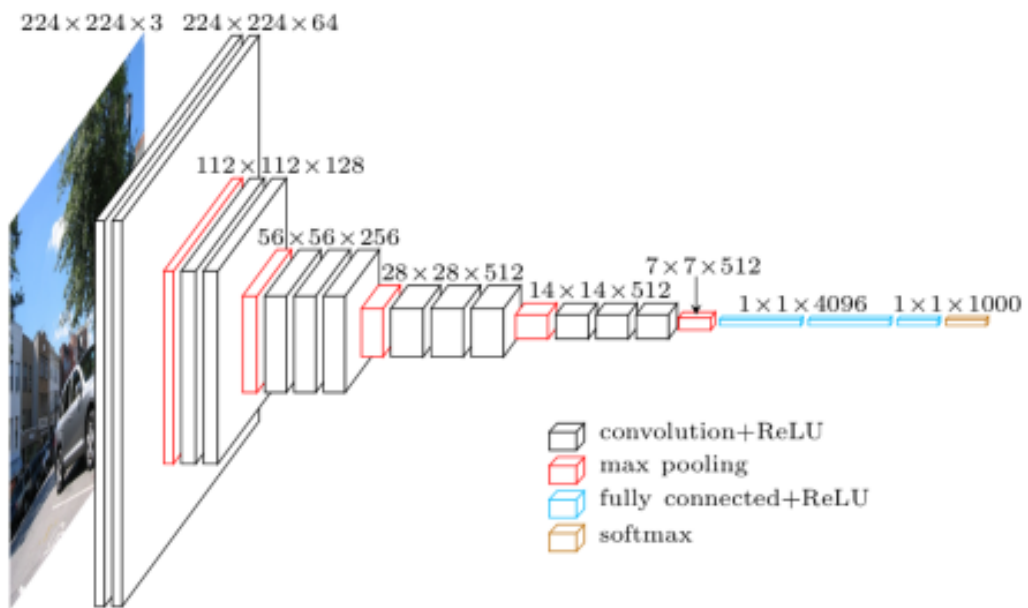 224×224×3
224×224×64
112×112×128
56×56×256
28×28×512
14×14×512
7×7×512
1×1×4096
1×1×1000
convolution+ReLU
max pooling
fully connected+ReLU
softmax